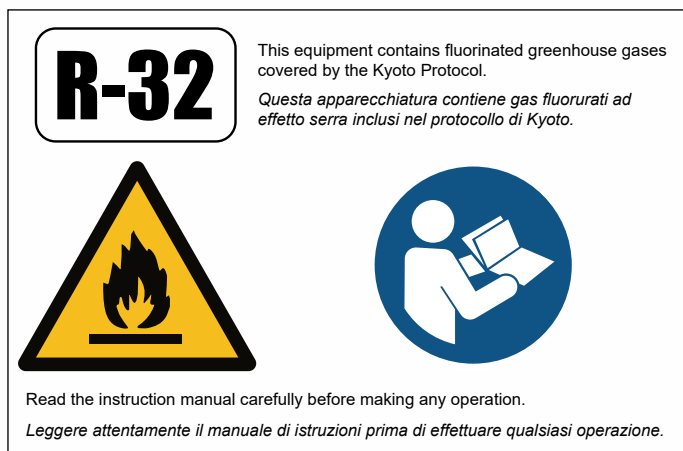 R-32
This equipment contains fluorinated greenhouse gases
covered by the Kyoto Protocol.
Questa apparecchiatura contiene gas fluorurati ad
effetto serra inclusi nel protocollo di Kyoto.
Read the instruction manual carefully before making any operation.
Leggere attentamente il manuale di istruzioni prima di effettuare qualsiasi operazione.